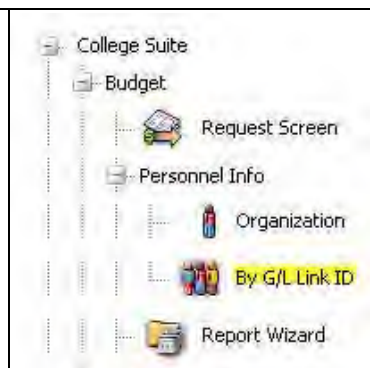 College Suite
Budget
Request Screen
Personnel Info
Organization
By G/L Link ID
Report Wizard